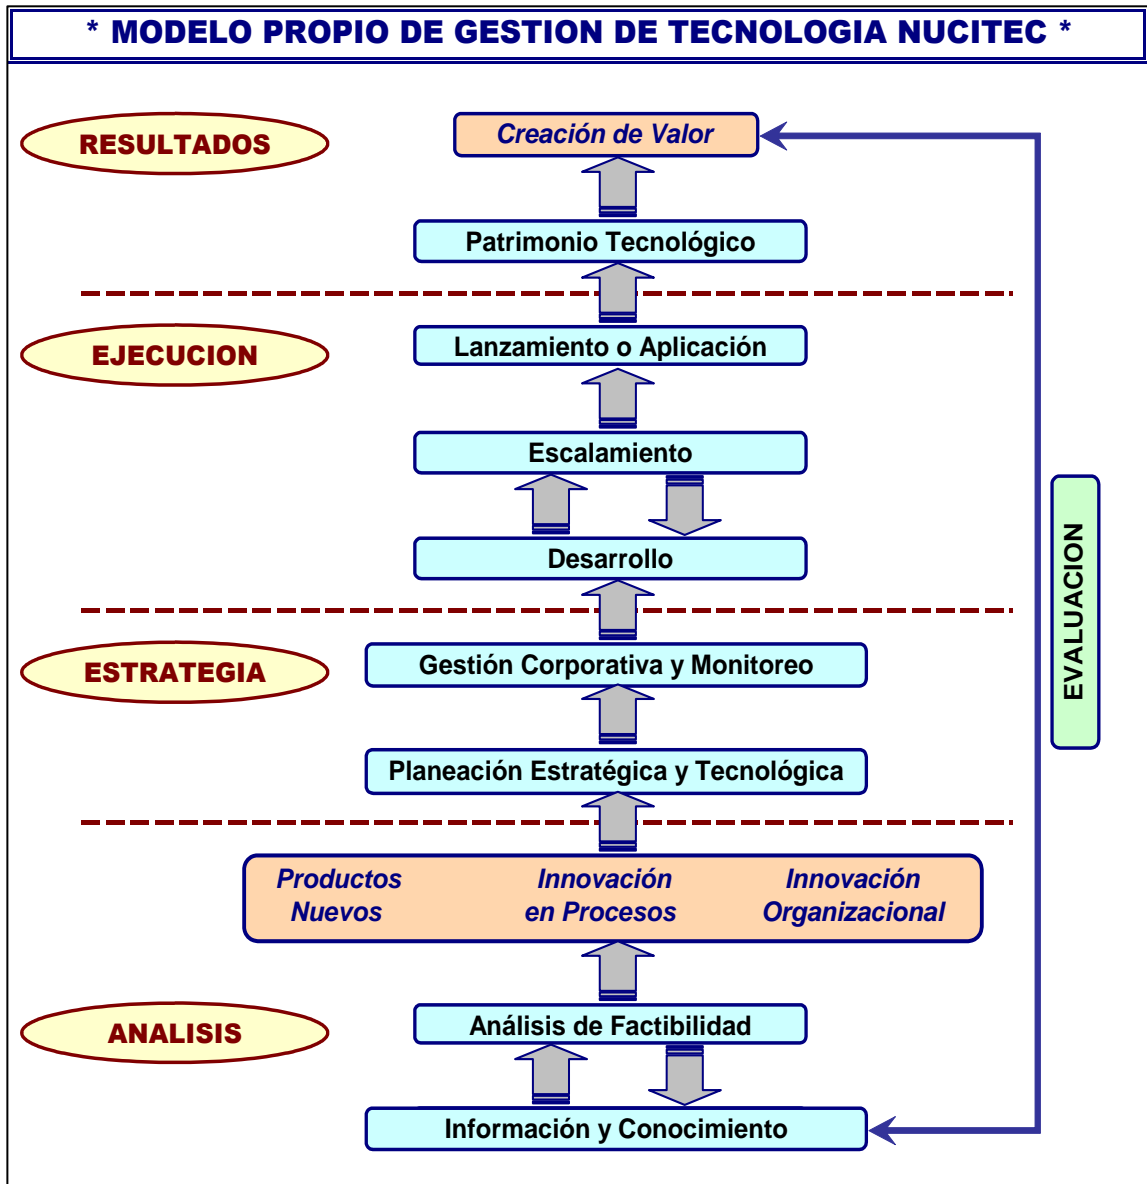 * MODELO PROPIO DE GESTION DE TECNOLOGIA NUCITEC *
RESULTADOS
Creación de Valor
Patrimonio Tecnológico
EJECUCION
Lanzamiento o Aplicación
Escalamiento
Desarrollo
EVALUACION
ESTRATEGIA
Gestión Corporativa y Monitoreo
Planeación Estratégica y Tecnológica
Productos
Nuevos
Innovación
en Procesos
Innovación
Organizacional
ANALISIS
Análisis de Factibilidad
Información y Conocimiento